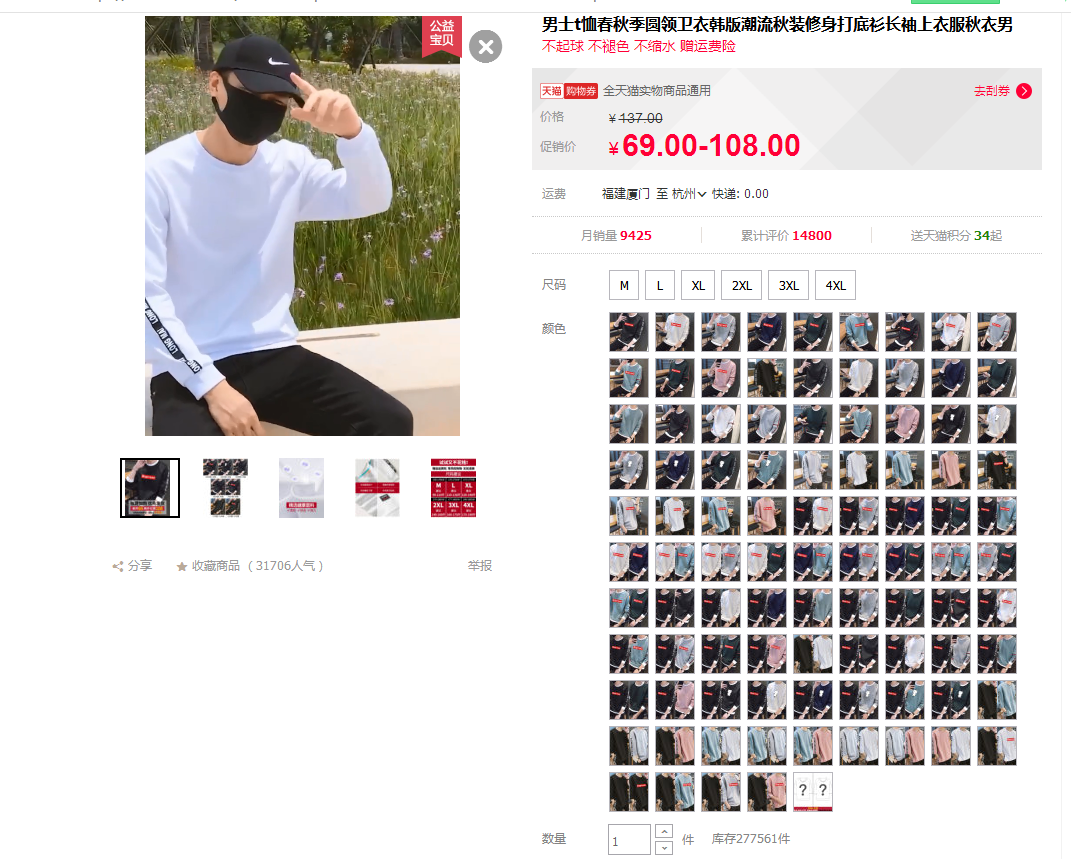 公益
宝贝
男士t恤春秋季圆领卫衣韩版潮流秋装修身打底衫长袖上衣服秋衣男
不起球 不褪色 不缩水 赠运费险
天猫 购物券 全天猫实物商品通用 去刮券
价格 ¥137.00
促销价 ¥69.00-108.00
运费 福建厦门 至 杭州 快递: 0.00
月销量 9425 累计评价 14800 送天猫积分 34起
尺码 M L XL 2XL 3XL 4XL
颜色
LONG MAI
M L XL
2XL 3XL 4XL
? ?
分享 收藏商品 (31706人气) 举报
数量 1 件 库存277561件